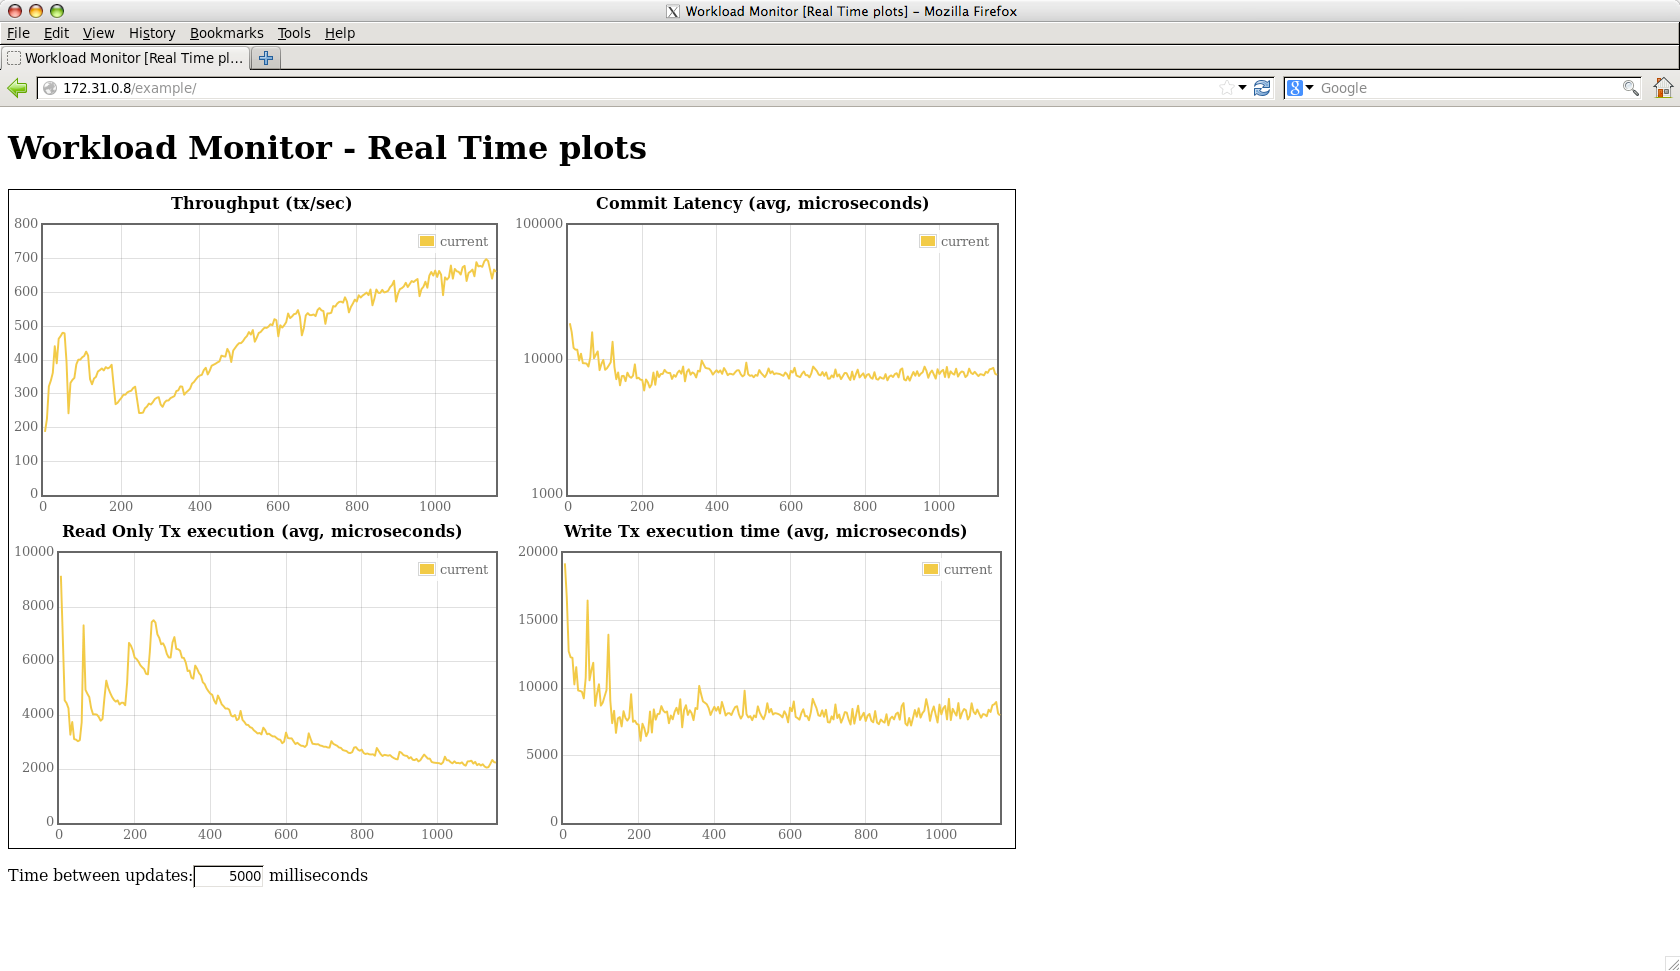 Workload Monitor [Real Time plots] – Mozilla Firefox
File Edit View History Bookmarks Tools Help
Workload Monitor [Real Time pl...
172.31.0.8/example/
8 Google
Workload Monitor - Real Time plots
Throughput (tx/sec)
800
700
600
500
400
300
200
100
0
0 200 400 600 800 1000
current
Commit Latency (avg, microseconds)
100000
10000
1000
0 200 400 600 800 1000
current
Read Only Tx execution (avg, microseconds)
10000
8000
6000
4000
2000
0
0 200 400 600 800 1000
current
Write Tx execution time (avg, microseconds)
20000
15000
10000
5000
0
0 200 400 600 800 1000
current
Time between updates: 5000 milliseconds